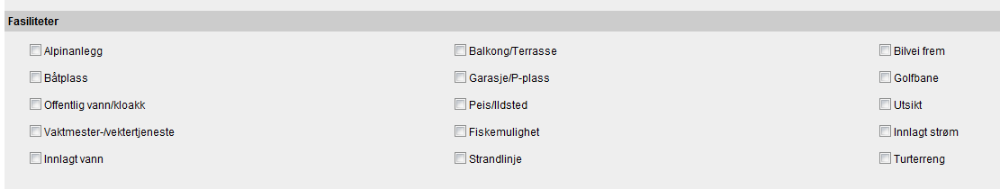 Fasiliteter
Alpinanlegg Balkong/Terrasse Bilvei frem
Båtplass Garasje/P-plass Golfbane
Offentlig vann/kloakk Peis/Ildsted Utsikt
Vaktmester-/vektertjeneste Fiskemulighet Innlagt strøm
Innlagt vann Strandlinje Turterreng